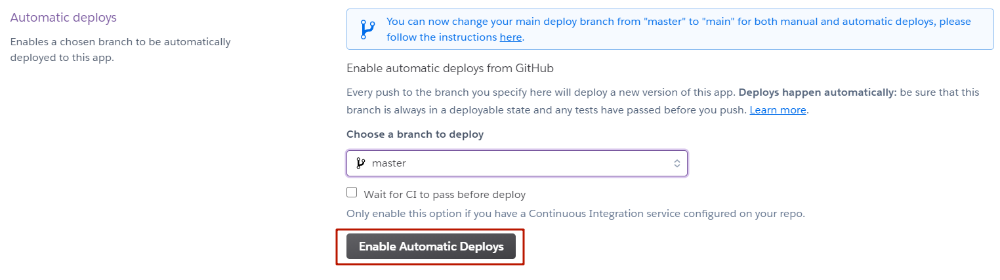 Automatic deploys
Enables a chosen branch to be automatically
deployed to this app.
You can now change your main deploy branch from "master" to "main" for both manual and automatic deploys, please
follow the instructions here.
Enable automatic deploys from GitHub
Every push to the branch you specify here will deploy a new version of this app. Deploys happen automatically: be sure that this
branch is always in a deployable state and any tests have passed before you push. Learn more.
Choose a branch to deploy
master
Wait for CI to pass before deploy
Only enable this option if you have a Continuous Integration service configured on your repo.
Enable Automatic Deploys